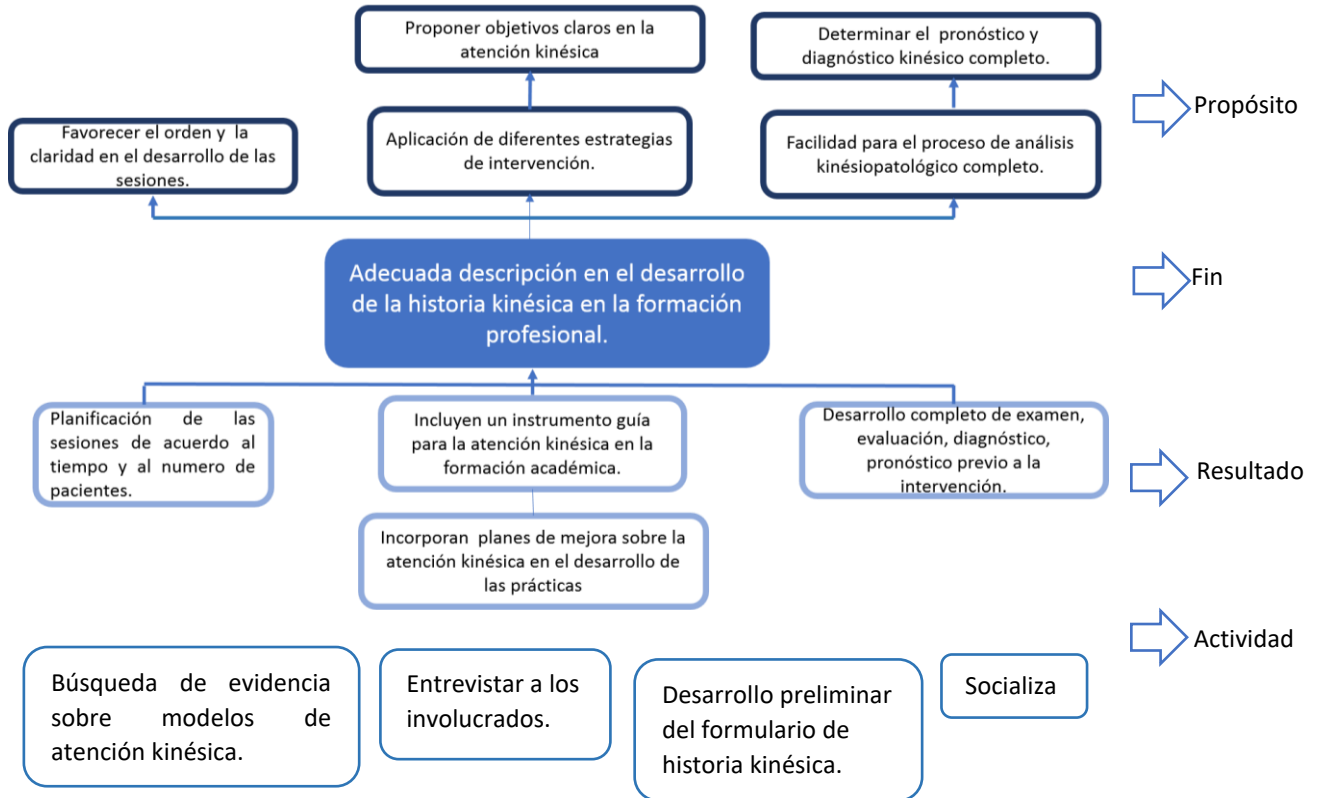 Proponer objetivos claros en la
atención kinésica
Determinar el pronóstico y
diagnóstico kinésico completo.
Propósito
Favorecer el orden y la
claridad en el desarrollo de las
sesiones.
Aplicación de diferentes estrategias
de intervención.
Facilidad para el proceso de análisis
kinésiopatológico completo.
Adecuada descripción en el desarrollo
de la historia kinésica en la formación
profesional.
Fin
Planificación de las
sesiones de acuerdo al
tiempo y al numero de
pacientes.
Incluyen un instrumento guía
para la atención kinésica en la
formación académica.
Desarrollo completo de examen,
evaluación, diagnóstico,
pronóstico previo a la
intervención.
Resultado
Incorporan planes de mejora sobre la
atención kinésica en el desarrollo de
las prácticas
Actividad
Búsqueda de evidencia
sobre modelos de
atención kinésica.
Entrevistar a los
involucrados.
Desarrollo preliminar
del formulario de
historia kinésica.
Socializa